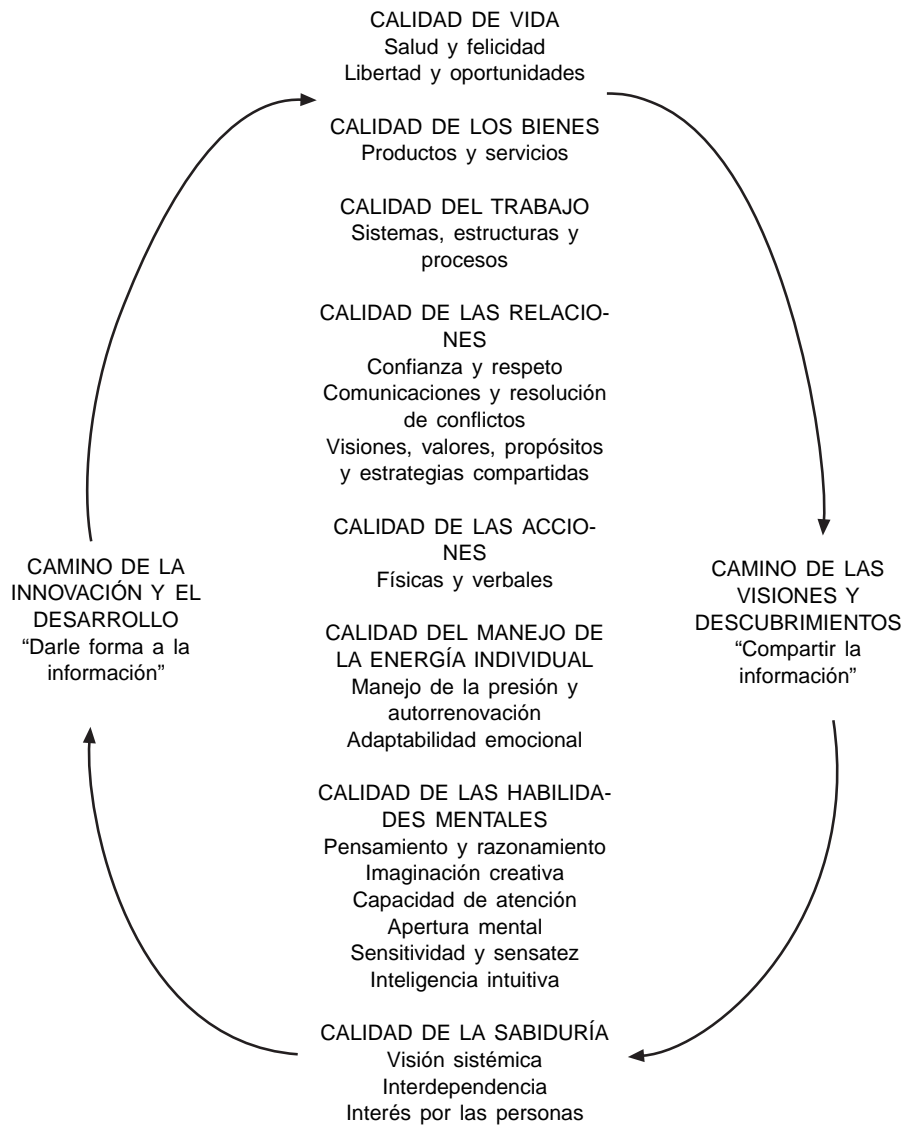 CALIDAD DE VIDA
Salud y felicidad
Libertad y oportunidades
CALIDAD DE LOS BIENES
Productos y servicios
CALIDAD DEL TRABAJO
Sistemas, estructuras y
procesos
CALIDAD DE LAS RELACIO-
NES
Confianza y respeto
Comunicaciones y resolución
de conflictos
Visiones, valores, propósitos
y estrategias compartidas
CALIDAD DE LAS ACCIO-
NES
Físicas y verbales
CAMINO DE LA
INNOVACIÓN Y EL
DESARROLLO
“Darle forma a la
información”
CAMINO DE LAS
VISIONES Y
DESCUBRIMIENTOS
“Compartir la
información”
CALIDAD DEL MANEJO DE
LA ENERGÍA INDIVIDUAL
Manejo de la presión y
autorrenovación
Adaptabilidad emocional
CALIDAD DE LAS HABILIDA-
DES MENTALES
Pensamiento y razonamiento
Imaginación creativa
Capacidad de atención
Apertura mental
Sensitividad y sensatez
Inteligencia intuitiva
CALIDAD DE LA SABIDURÍA
Visión sistémica
Interdependencia
Interés por las personas